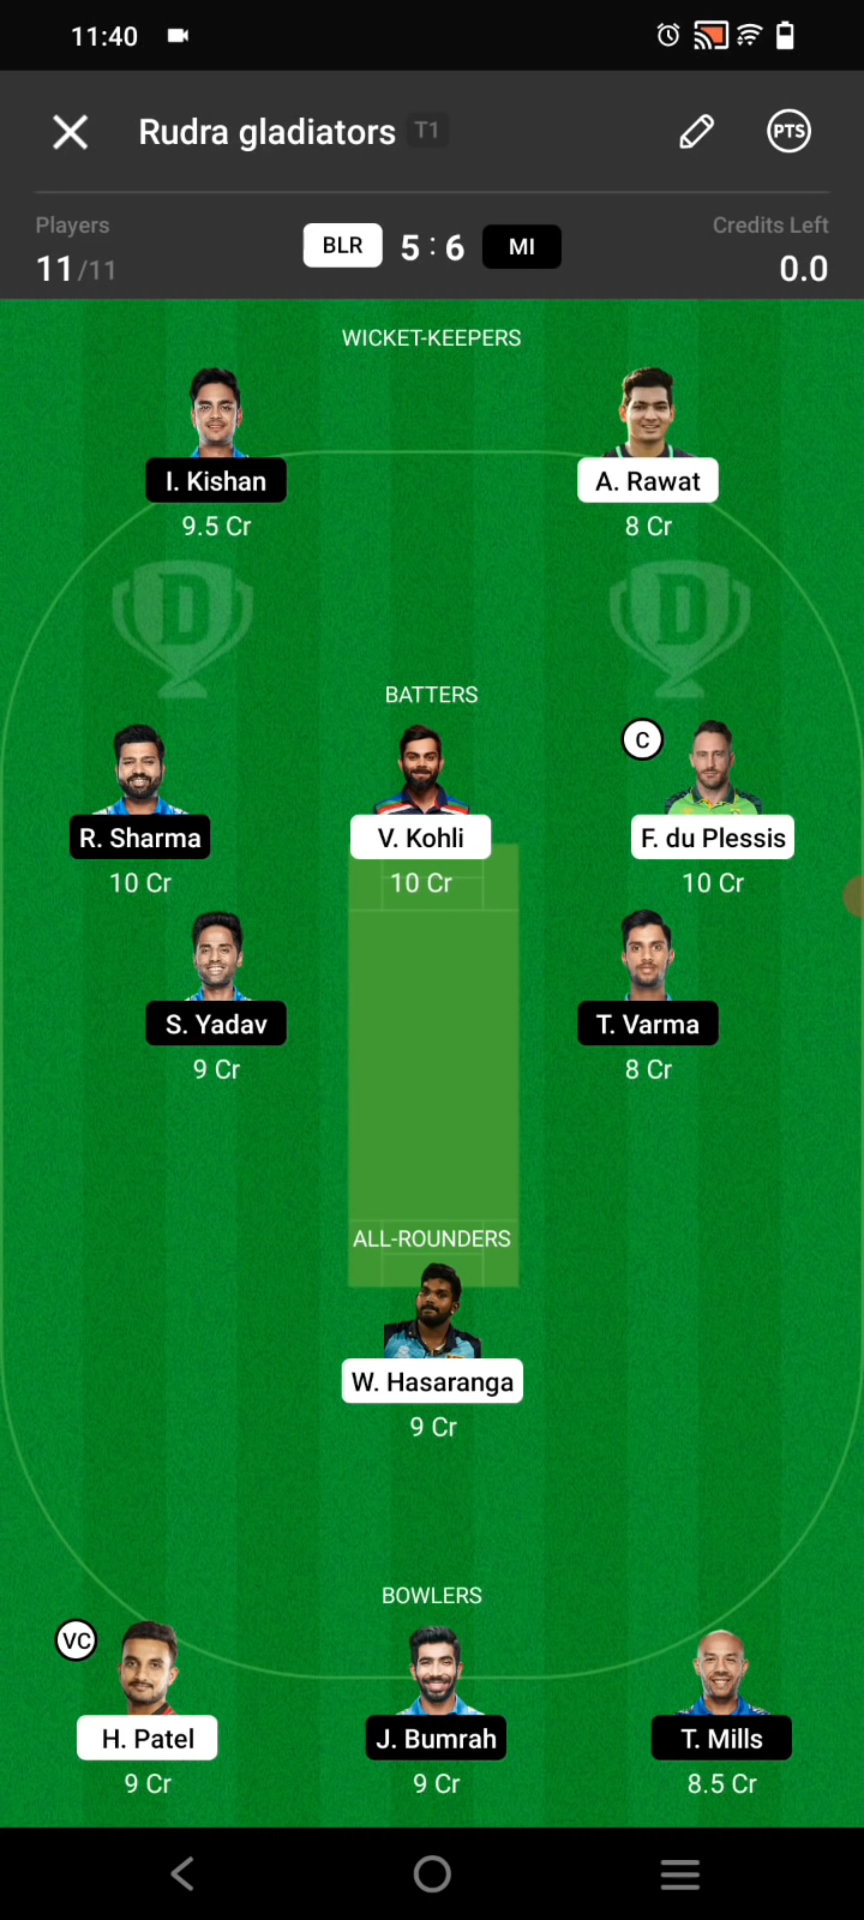 11:40
Rudra gladiators T1
PTS
Players
Credits Left
BLR 5 : 6 MI
11/11
0.0
WICKET-KEEPERS
I. Kishan
A. Rawat
9.5 Cr
8 Cr
D
D
BATTERS
C
R. Sharma
V. Kohli
F. du Plessis
10 Cr
10 Cr
10 Cr
S. Yadav
T. Varma
9 Cr
8 Cr
ALL-ROUNDERS
W. Hasaranga
9 Cr
BOWLERS
VC
H. Patel
J. Bumrah
T. Mills
9 Cr
9 Cr
8.5 Cr